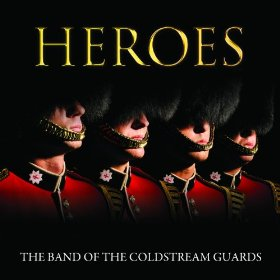 HEROES
THE BAND OF THE COLDSTREAM GUARDS